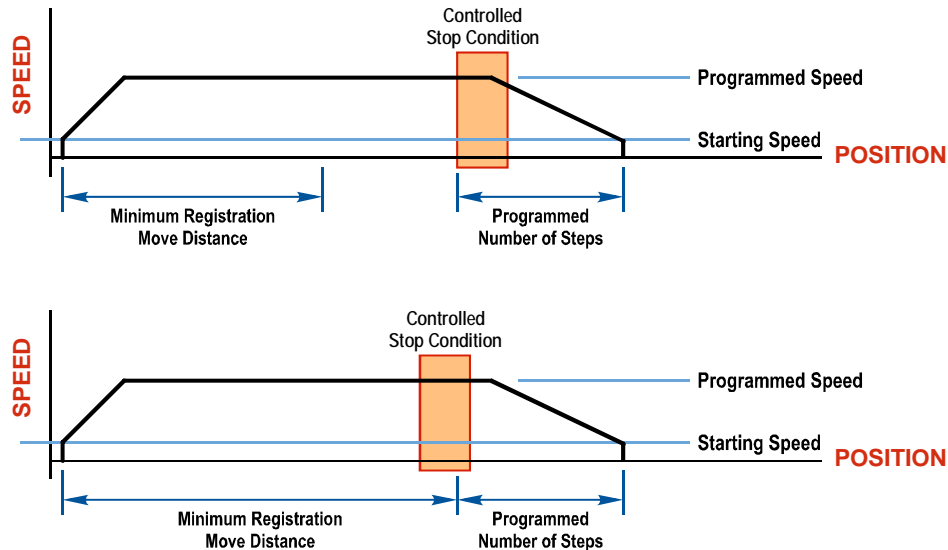 Controlled
Stop Condition
SPEED
Programmed Speed
Starting Speed
POSITION
Minimum Registration
Move Distance
Programmed
Number of Steps
Controlled
Stop Condition
SPEED
Programmed Speed
Starting Speed
POSITION
Minimum Registration
Move Distance
Programmed
Number of Steps